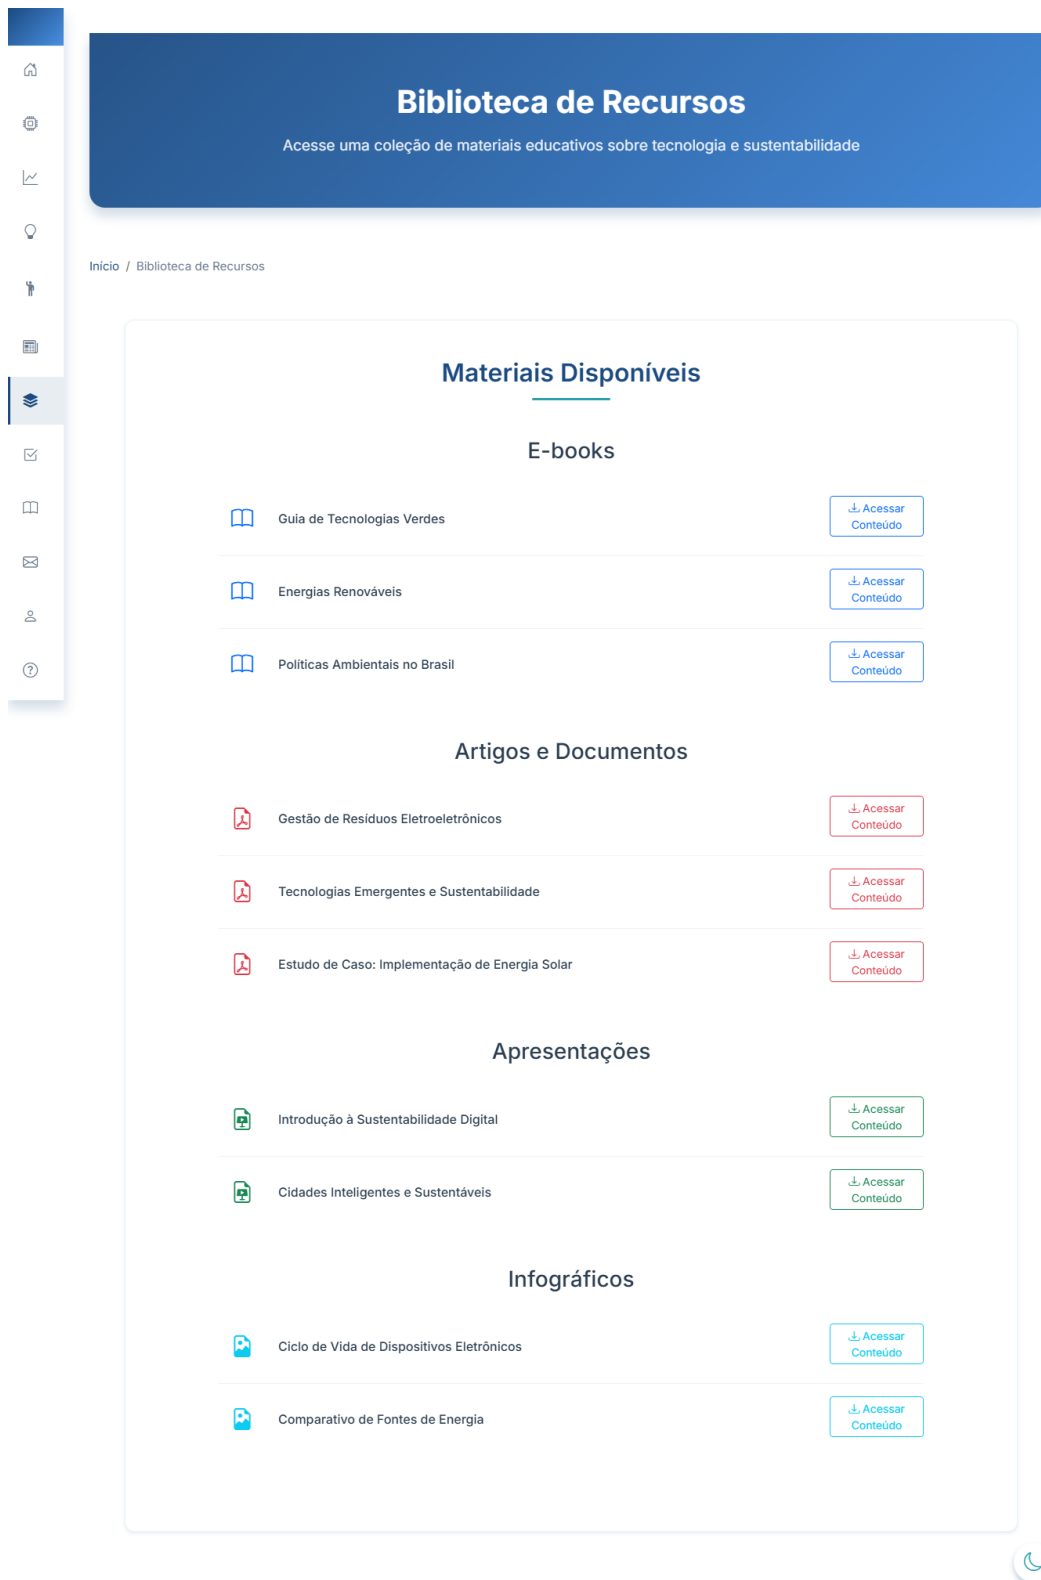 Biblioteca de Recursos
Acesse uma coleção de materiais educativos sobre tecnologia e sustentabilidade
Início / Biblioteca de Recursos
Materiais Disponíveis
E-books
Guia de Tecnologias Verdes
Acessar
Conteúdo
Energias Renováveis
Acessar
Conteúdo
Políticas Ambientais no Brasil
Acessar
Conteúdo
Artigos e Documentos
Gestão de Resíduos Eletroeletrônicos
Acessar
Conteúdo
Tecnologias Emergentes e Sustentabilidade
Acessar
Conteúdo
Estudo de Caso: Implementação de Energia Solar
Acessar
Conteúdo
Apresentações
Introdução à Sustentabilidade Digital
Acessar
Conteúdo
Cidades Inteligentes e Sustentáveis
Acessar
Conteúdo
Infográficos
Ciclo de Vida de Dispositivos Eletrônicos
Acessar
Conteúdo
Comparativo de Fontes de Energia
Acessar
Conteúdo